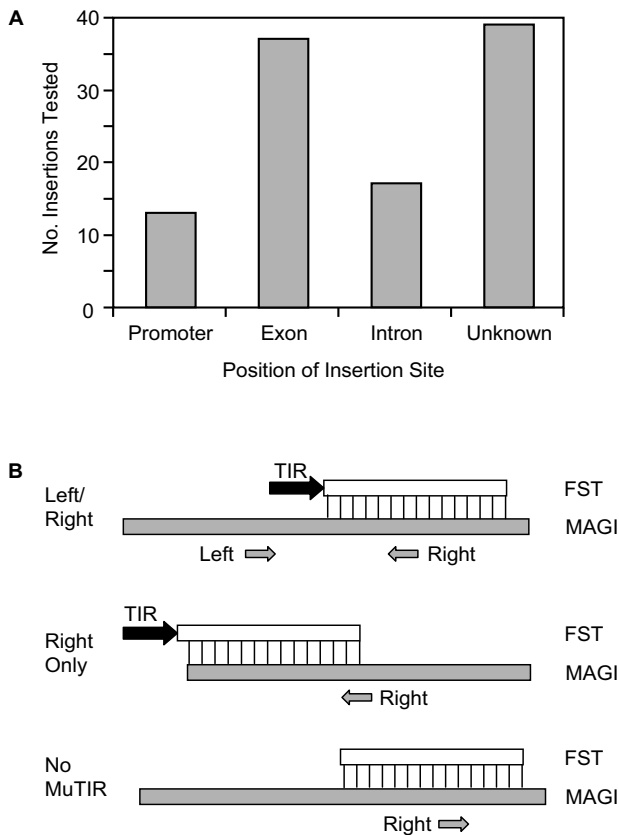 A
No. Insertions Tested
40
30
20
10
0
Promoter Exon Intron Unknown
Position of Insertion Site
B
Left/
Right
TIR
FST
MAGI
Left Right
Right
Only
TIR
FST
MAGI
Right
No
MuTIR
FST
MAGI
Right